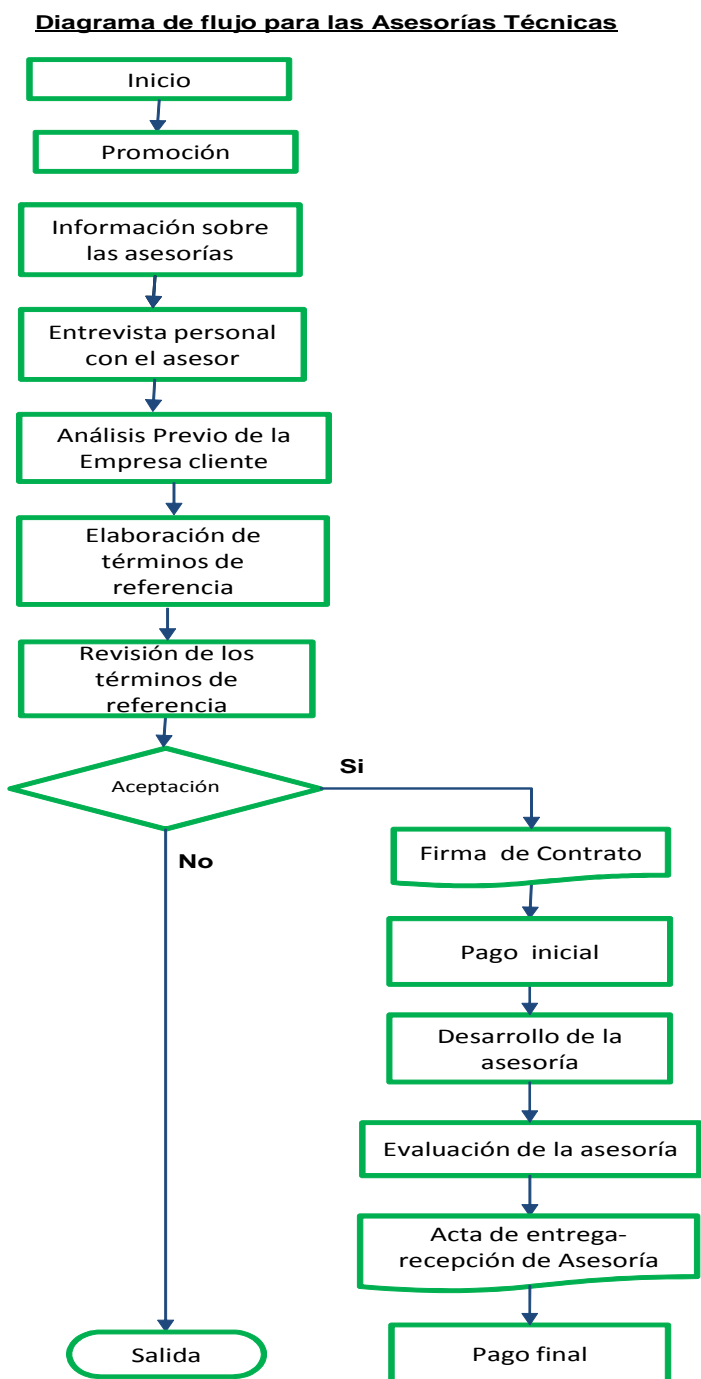 Diagrama de flujo para las Asesorías Técnicas
Inicio
Promoción
Información sobre
las asesorías
Entrevista personal
con el asesor
Análisis Previo de la
Empresa cliente
Elaboración de
términos de
referencia
Revisión de los
términos de
referencia
Aceptación
Si
No
Firma de Contrato
Pago inicial
Desarrollo de la
asesoría
Evaluación de la asesoría
Acta de entrega-
recepción de Asesoría
Salida
Pago final